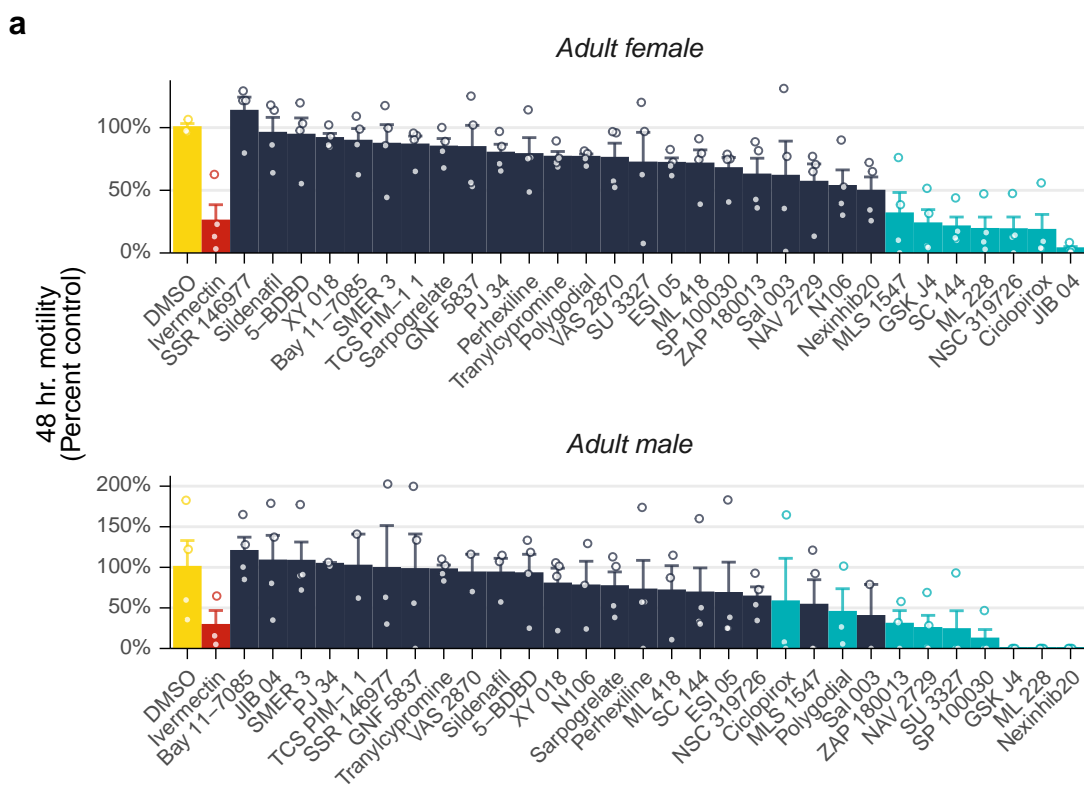 a
Adult female
100%
50%
0%
DMSO
Ivermectin
SSR 146977
Sildenafil
5−BDBD
XY 018
Bay 11−7085
SMER 3
TCS PIM−1 1
Sarpogrelate
GNF 5837
PJ 34
Perhexiline
Tranylcypromine
Polygodial
VAS 2870
SU 3327
ESI 05
ML 418
SP 100030
ZAP 180013
Sal 003
NAV 2729
N106
Nexinhib20
MLS 1547
GSK J4
SC 144
ML 228
NSC 319726
Ciclopirox
JIB 04
48 hr. motility
(Percent control)
Adult male
200%
150%
100%
50%
0%
DMSO
Ivermectin
Bay 11−7085
JIB 04
SMER 3
PJ 34
TCS PIM−1 1
SSR 146977
GNF 5837
Tranylcypromine
VAS 2870
Sildenafil
5−BDBD
XY 018
N106
Sarpogrelate
Perhexiline
ML 418
SC 144
ESI 05
NSC 319726
Ciclopirox
MLS 1547
Polygodial
Sal 003
ZAP 180013
NAV 2729
SU 3327
SP 100030
GSK J4
ML 228
Nexinhib20